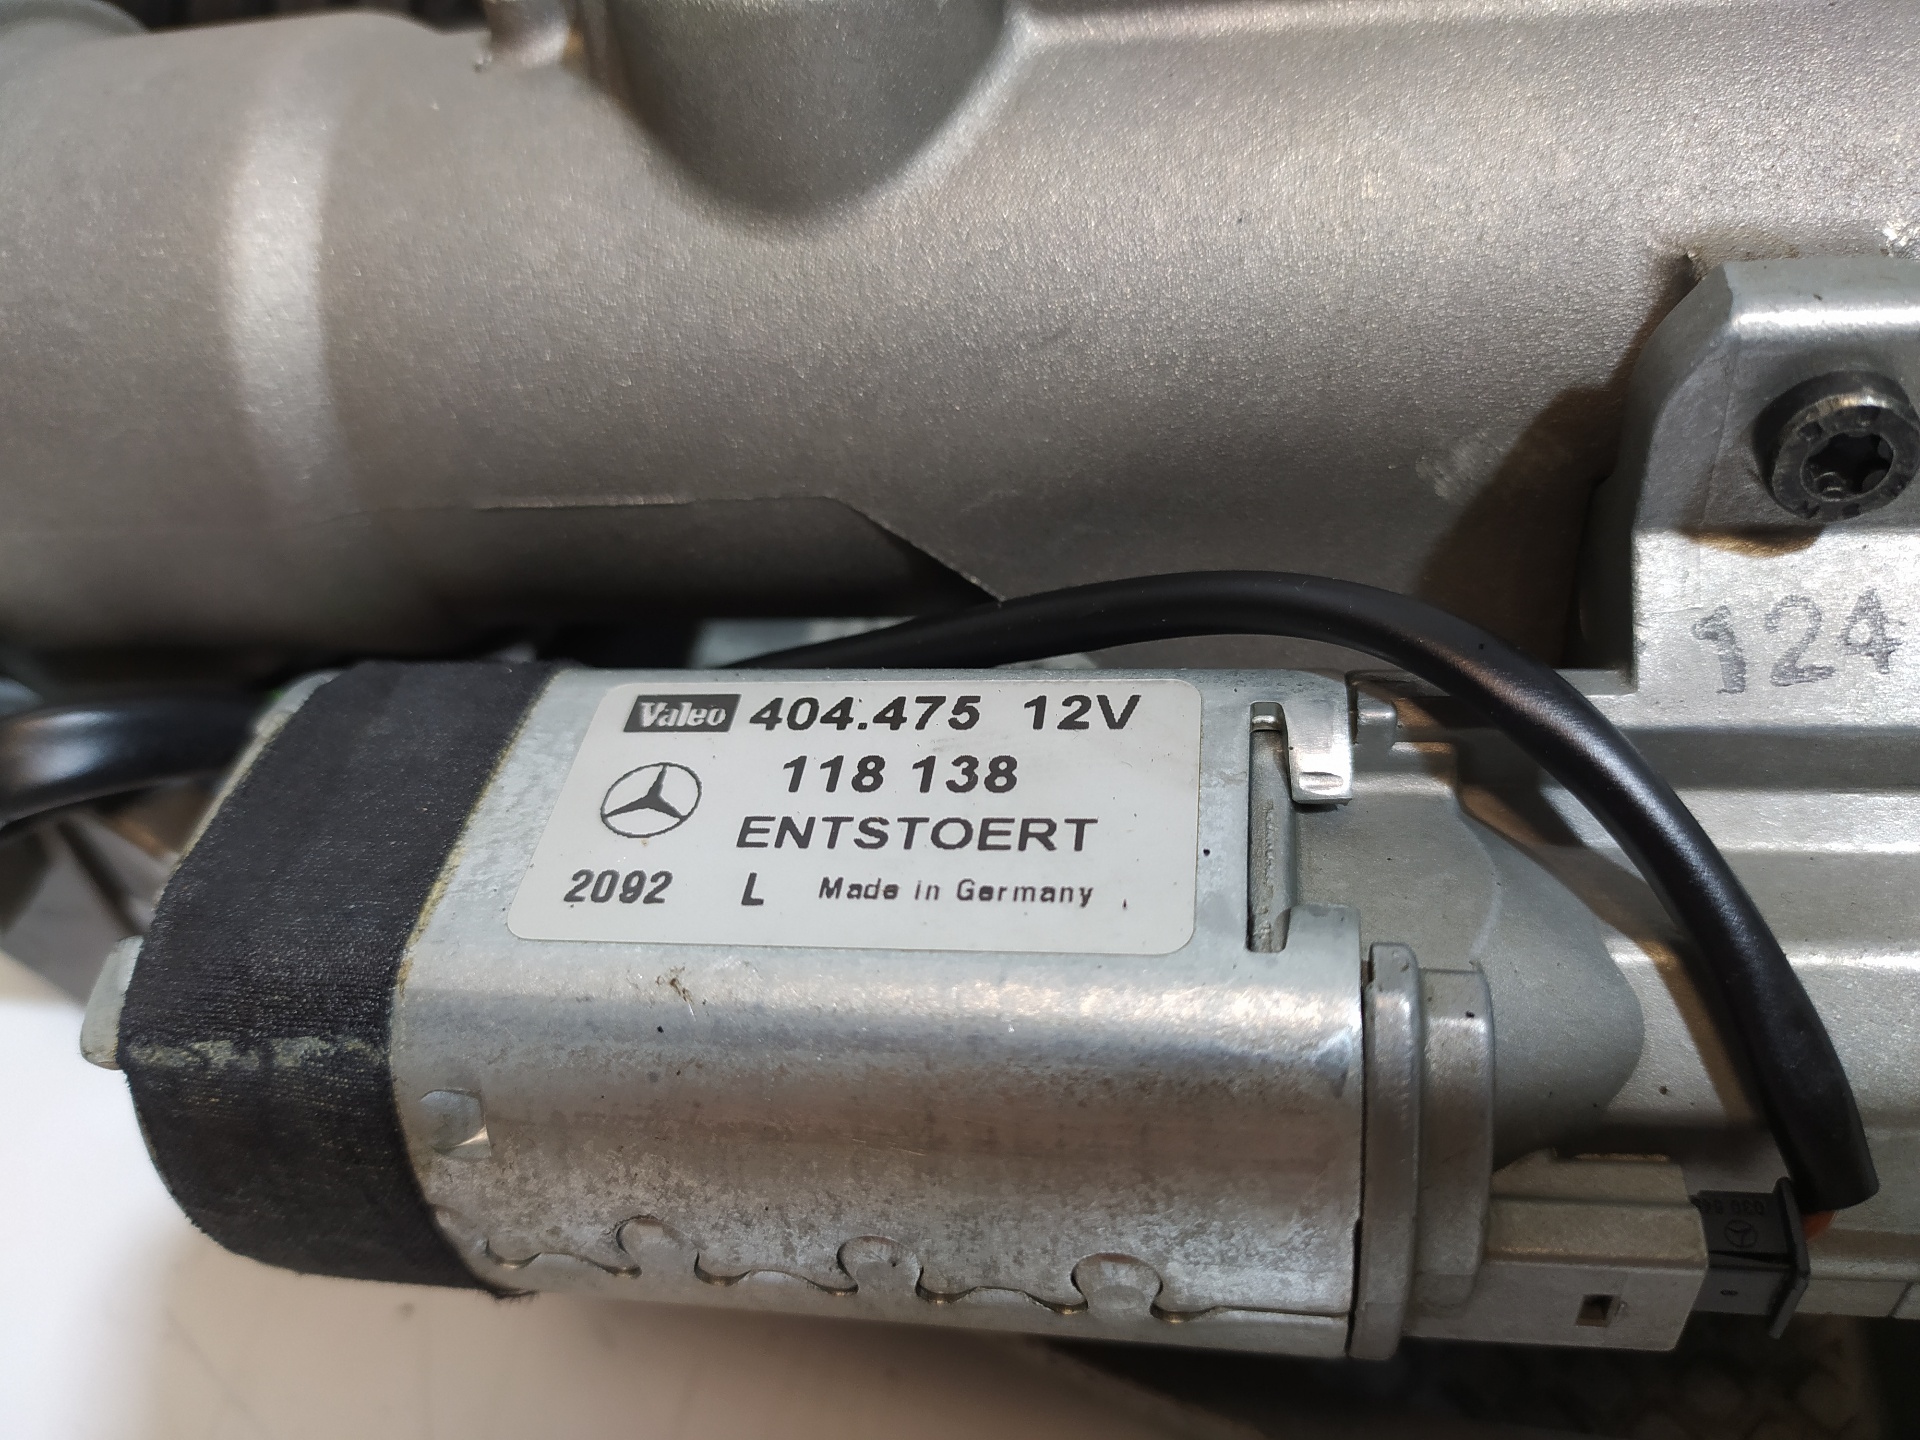 Valeo 404.475 12V
118 138
ENTSTOERT
2092 L Made in Germany
124